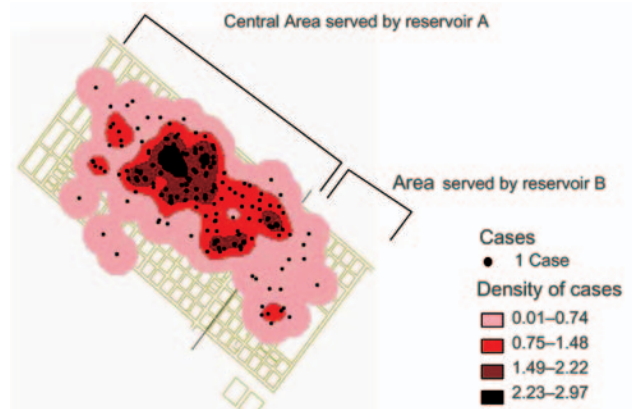 Central Area served by reservoir A
Area served by reservoir B
Cases
1 Case
Density of cases
0.01–0.74
0.75–1.48
1.49–2.22
2.23–2.97